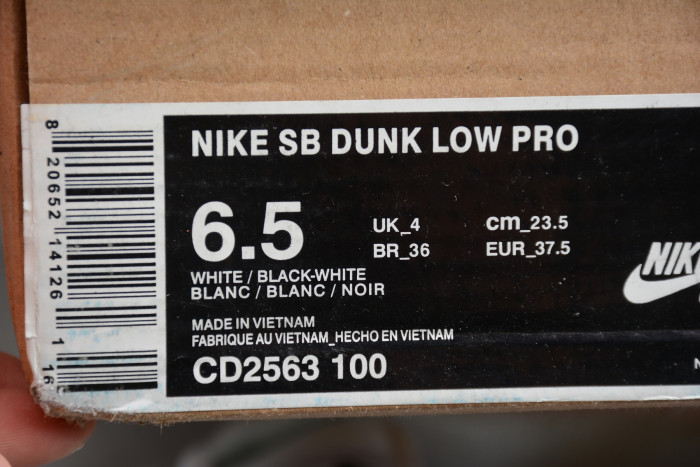 NIKE SB DUNK LOW PRO
6.5
UK_4
cm_23.5
BR_36
EUR_37.5
WHITE / BLACK-WHITE
BLANC / BLANC / NOIR
MADE IN VIETNAM
FABRIQUE AU VIETNAM_HECHO EN VIETNAM
CD2563 100
8 20652 14126 1
16